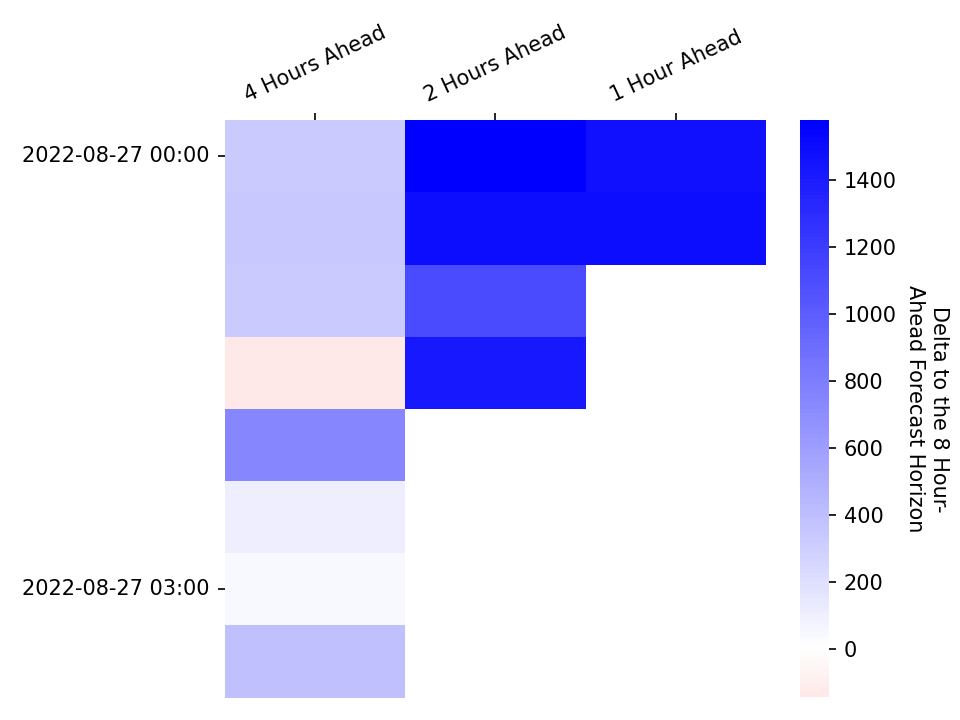 4 Hours Ahead
2 Hours Ahead
1 Hour Ahead
2022-08-27 00:00
2022-08-27 03:00
1400
1200
1000
800
600
400
200
0
Delta to the 8 Hour-
Ahead Forecast Horizon